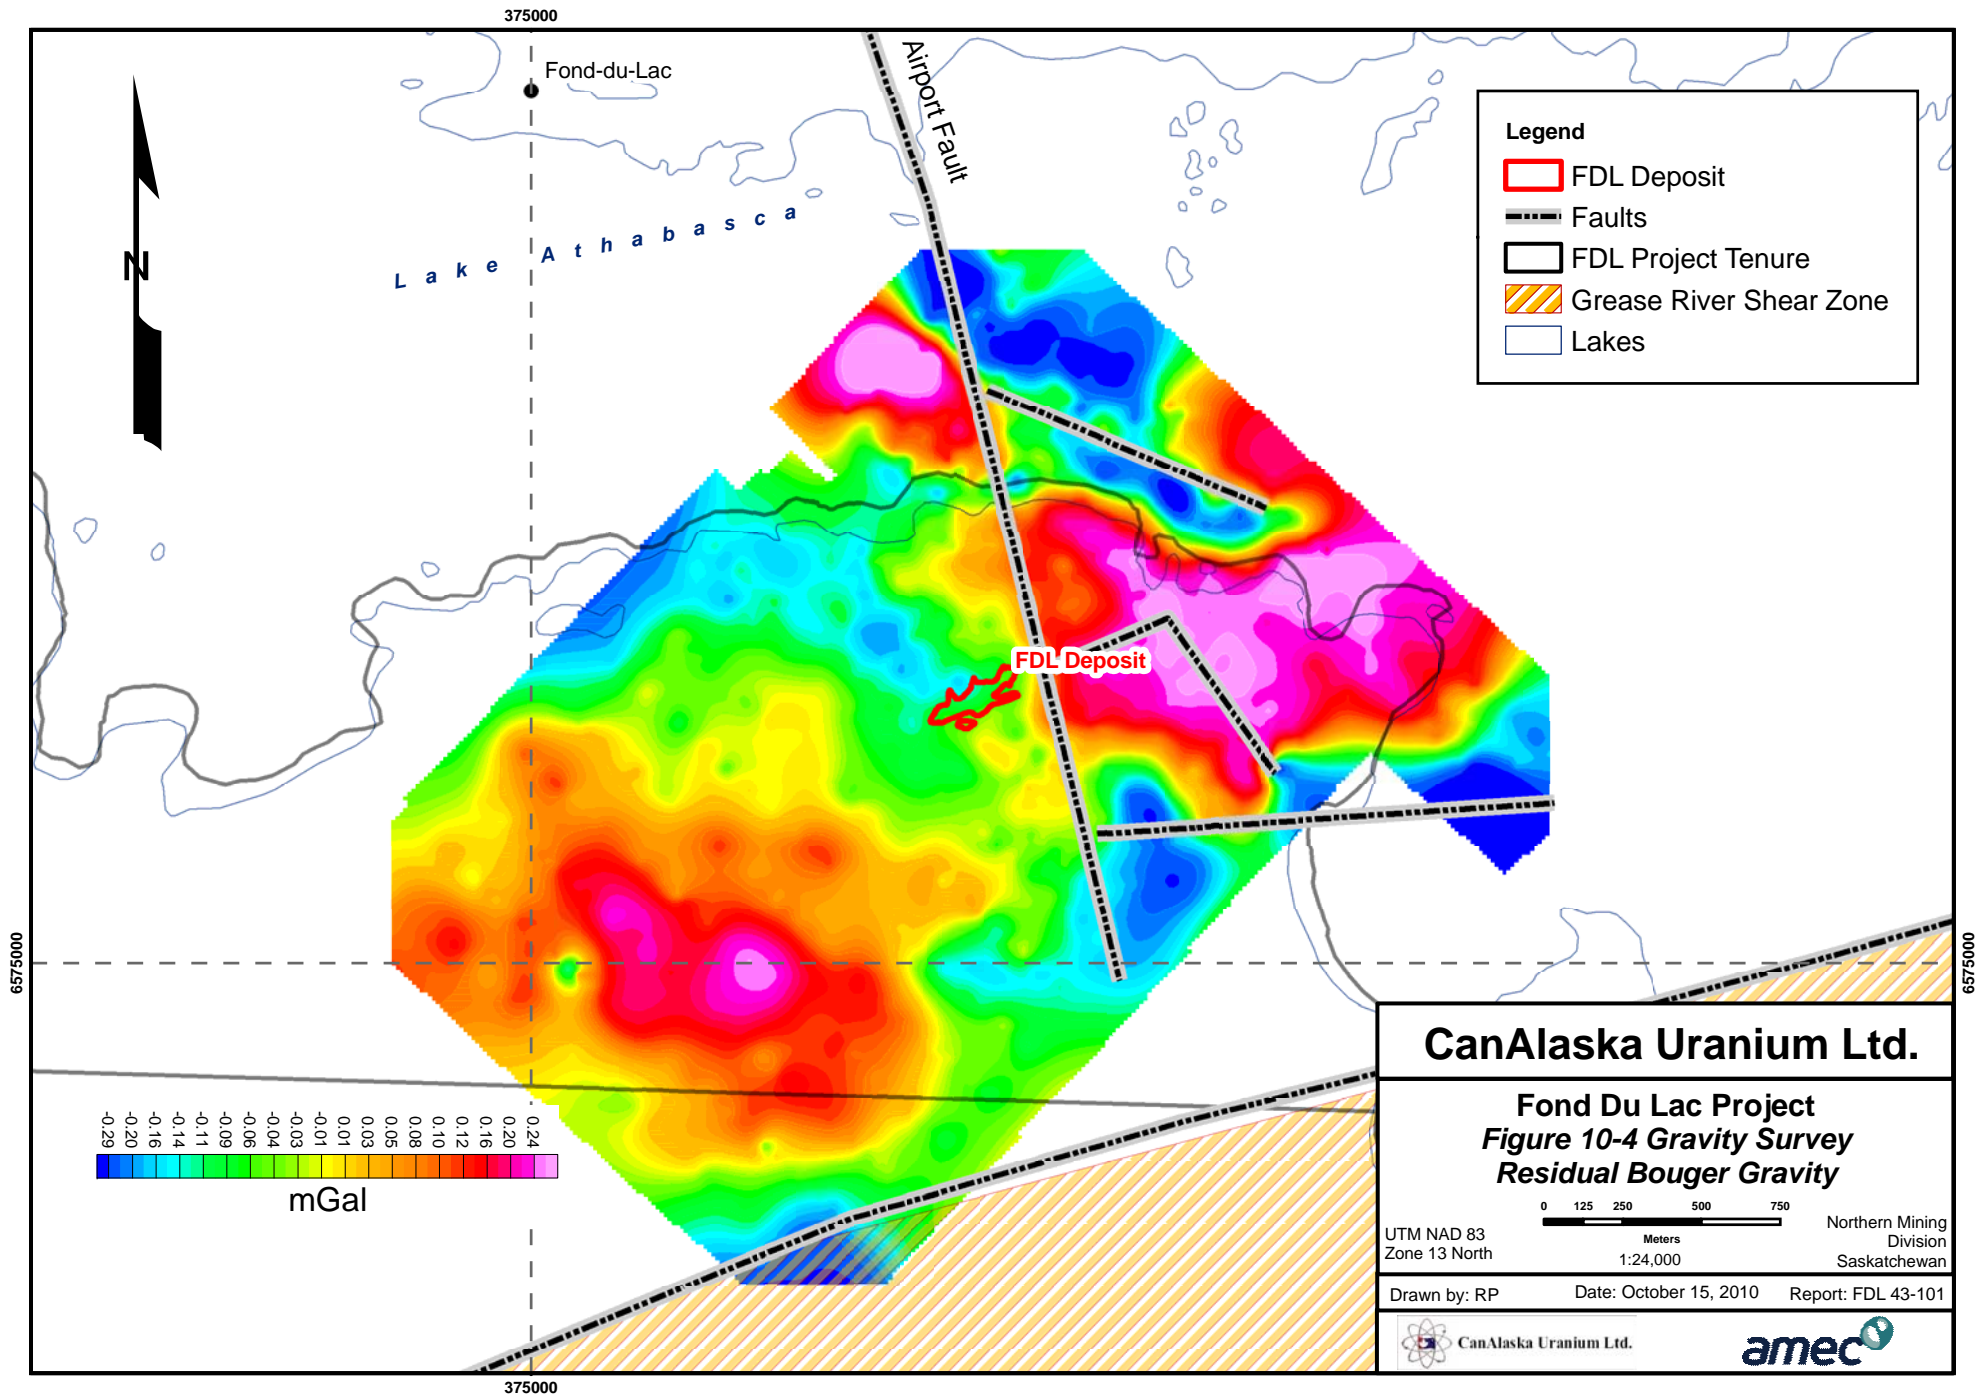 375000
Fond-du-Lac
Airport Fault
Lake Athabasca
N
Legend
FDL Deposit
Faults
FDL Project Tenure
Grease River Shear Zone
Lakes
FDL Deposit
6575000
6575000
-0.29 -0.20 -0.16 -0.14 -0.11 -0.09 -0.06 -0.04 -0.03 -0.01 0.01 0.03 0.05 0.08 0.10 0.12 0.16 0.20 0.24
mGal
CanAlaska Uranium Ltd.
Fond Du Lac Project
Figure 10-4 Gravity Survey
Residual Bouger Gravity
0 125 250 500 750
Meters
1:24,000
UTM NAD 83
Zone 13 North
Northern Mining
Division
Saskatchewan
Drawn by: RP
Date: October 15, 2010
Report: FDL 43-101
CanAlaska Uranium Ltd.
amec
375000